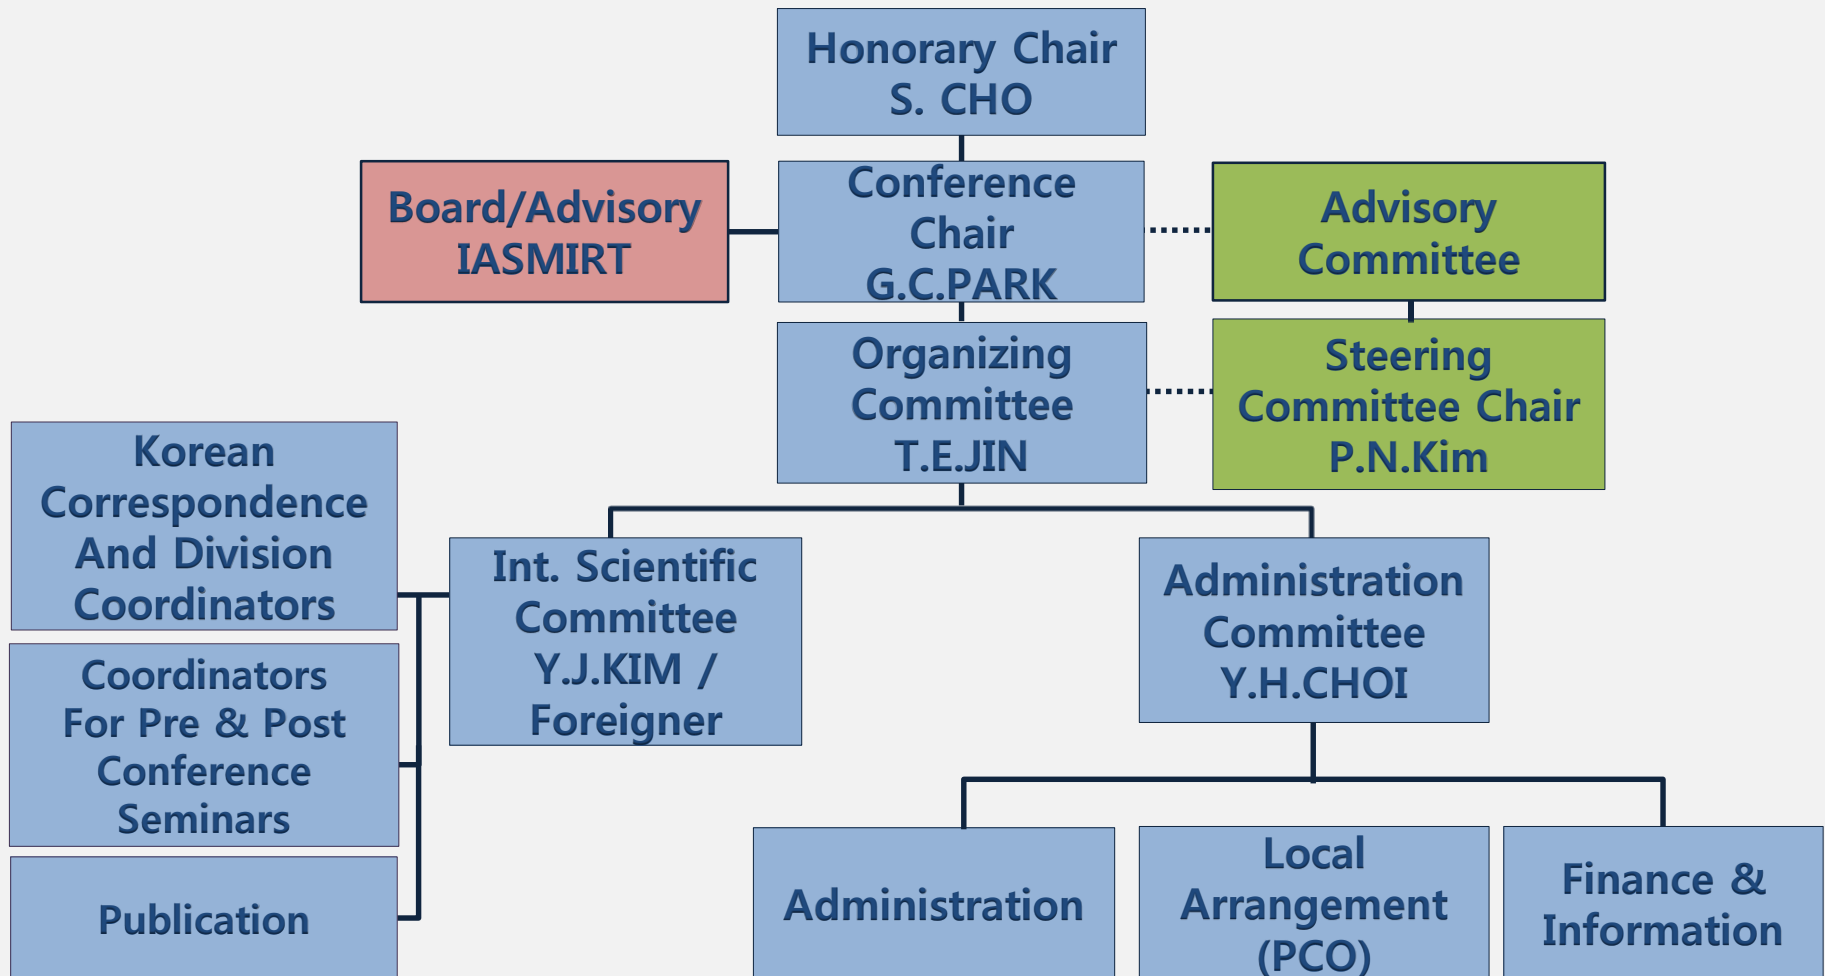 Honorary Chair
S. CHO
Board/Advisory
IASMIRT
Conference
Chair
G.C.PARK
Advisory
Committee
Organizing
Committee
T.E.JIN
Steering
Committee Chair
P.N.Kim
Korean
Correspondence
And Division
Coordinators
Int. Scientific
Committee
Y.J.KIM /
Foreigner
Administration
Committee
Y.H.CHOI
Coordinators
For Pre & Post
Conference
Seminars
Publication
Administration
Local
Arrangement
(PCO)
Finance &
Information